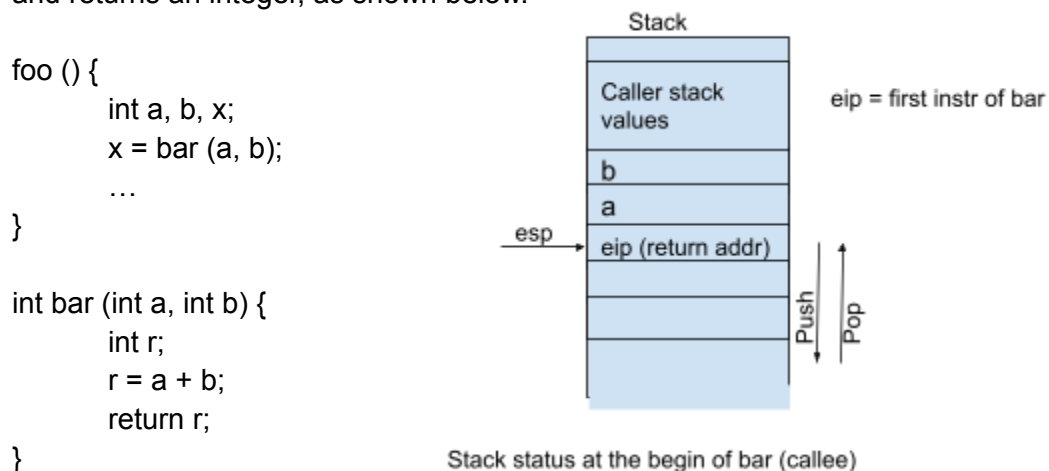 and returns an integer, as shown below.
foo () {
int a, b, x;
x = bar (a, b);
…
}
int bar (int a, int b) {
int r;
r = a + b;
return r;
}
Stack
Caller stack
values
b
a
eip (return addr)
esp
eip = first instr of bar
Push
Pop
Stack status at the begin of bar (callee)